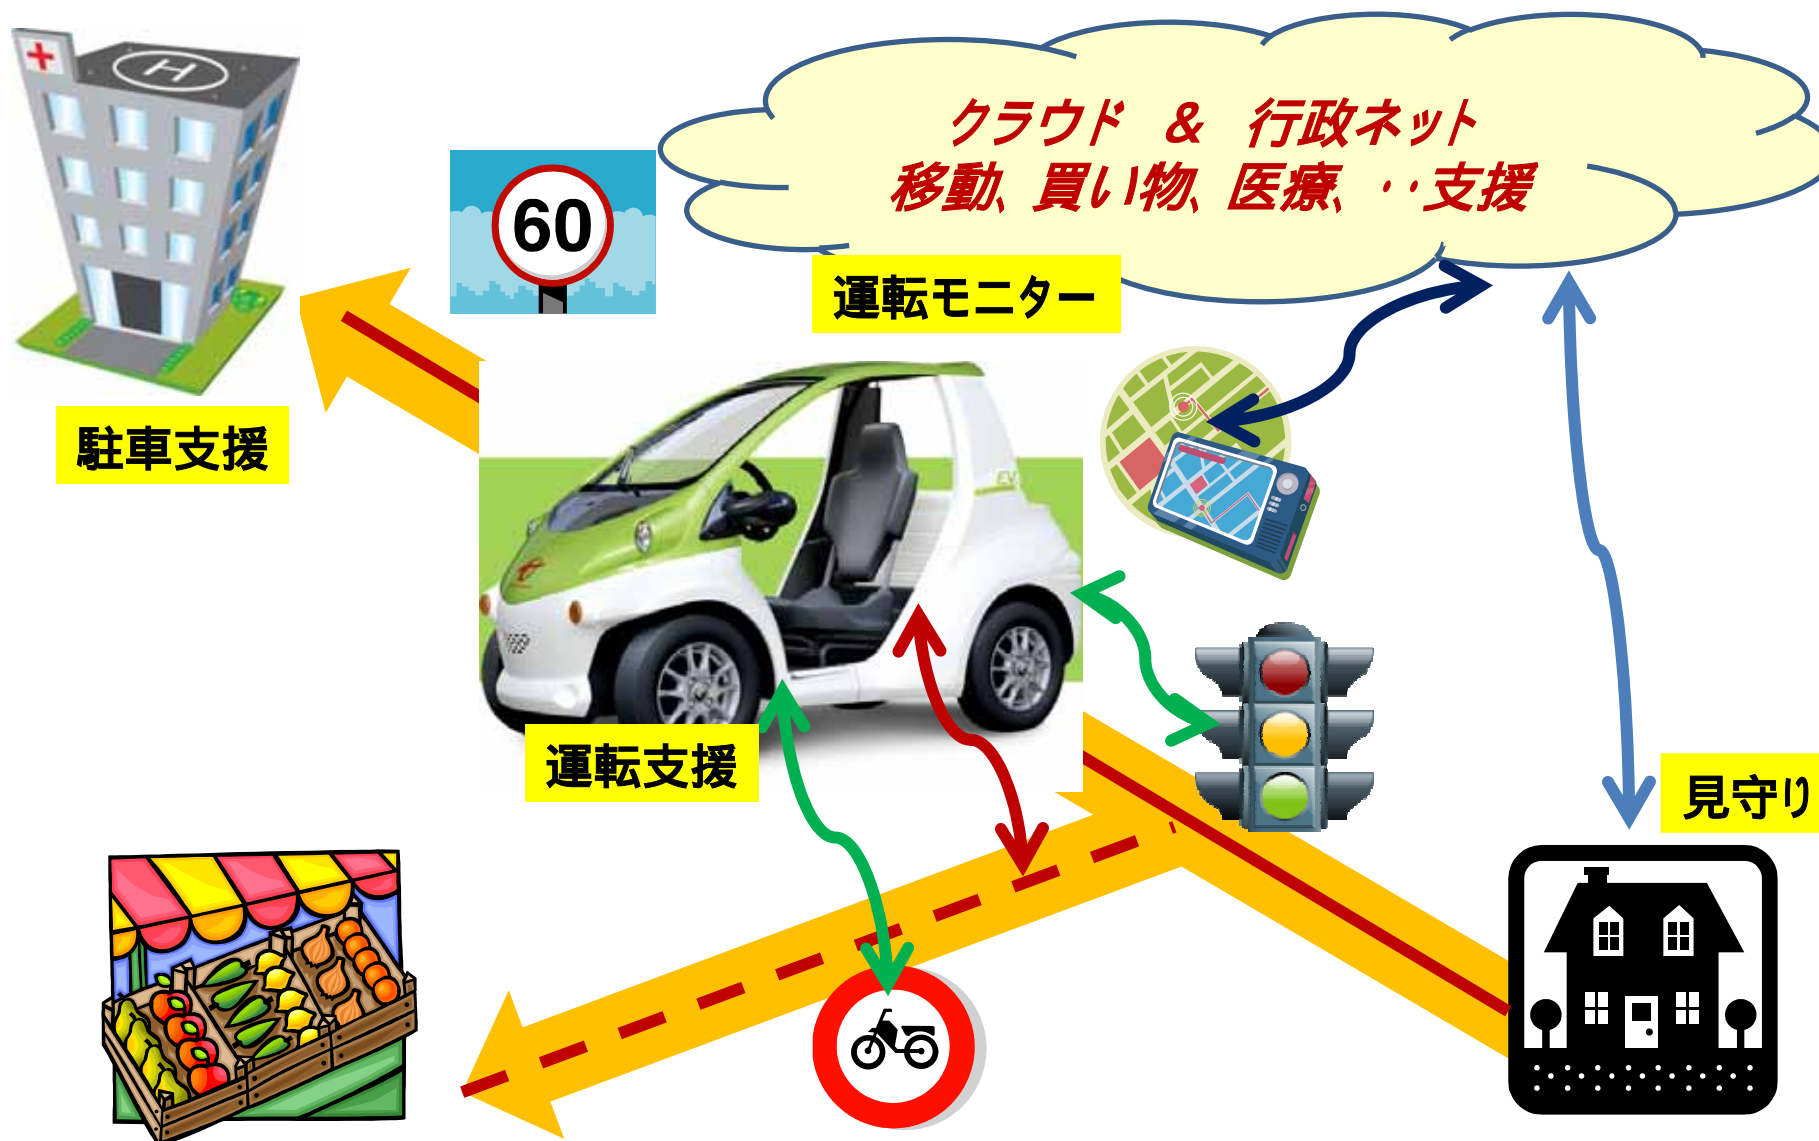 クラウド ＆ 行政ネット
移動、買い物、医療、‥支援
H
60
運転モニター
駐車支援
EV
運転支援
見守り